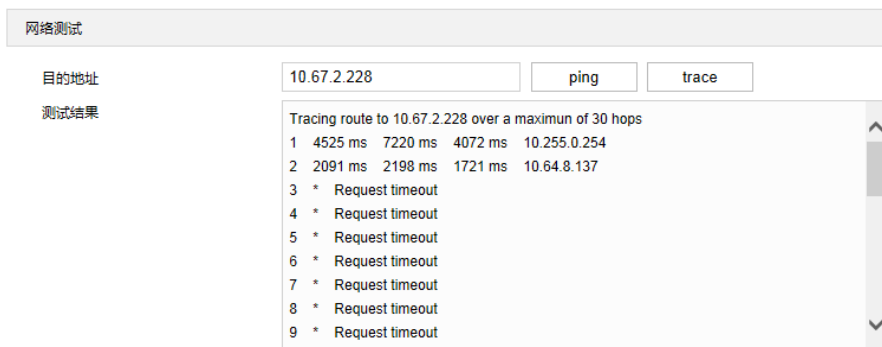 网络测试
目的地址 10.67.2.228 ping trace
测试结果
Tracing route to 10.67.2.228 over a maximun of 30 hops
1 4525 ms 7220 ms 4072 ms 10.255.0.254
2 2091 ms 2198 ms 1721 ms 10.64.8.137
3 * Request timeout
4 * Request timeout
5 * Request timeout
6 * Request timeout
7 * Request timeout
8 * Request timeout
9 * Request timeout